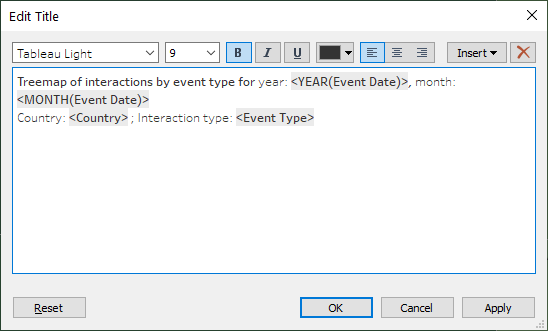 Edit Title
Tableau Light 9 B I U Insert
Treemap of interactions by event type for year: <YEAR(Event Date)>, month:
<MONTH(Event Date)>
Country: <Country> ; Interaction type: <Event Type>
Reset OK Cancel Apply